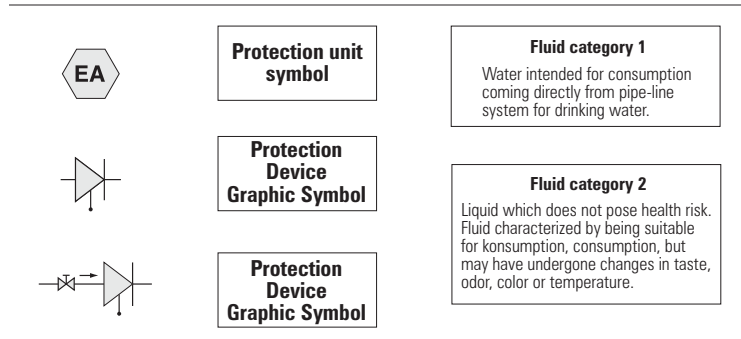 EA
Protection unit
symbol
Fluid category 1
Water intended for consumption
coming directly from pipe-line
system for drinking water.
Protection
Device
Graphic Symbol
Fluid category 2
Liquid which does not pose health risk.
Fluid characterized by being suitable
for konsumption, consumption, but
may have undergone changes in taste,
odor, color or temperature.
Protection
Device
Graphic Symbol